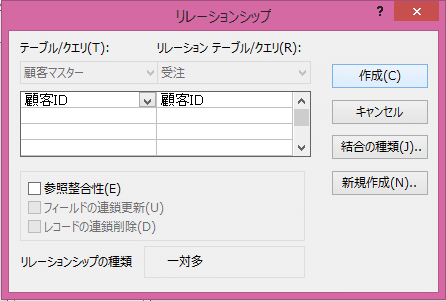 リレーションシップ
?
テーブル/クエリ(T):
リレーション テーブル/クエリ(R):
顧客マスター
受注
作成(C)
顧客ID
顧客ID
キャンセル
結合の種類(J)..
新規作成(N)..
参照整合性(E)
フィールドの連鎖更新(U)
レコードの連鎖削除(D)
リレーションシップの種類
一対多